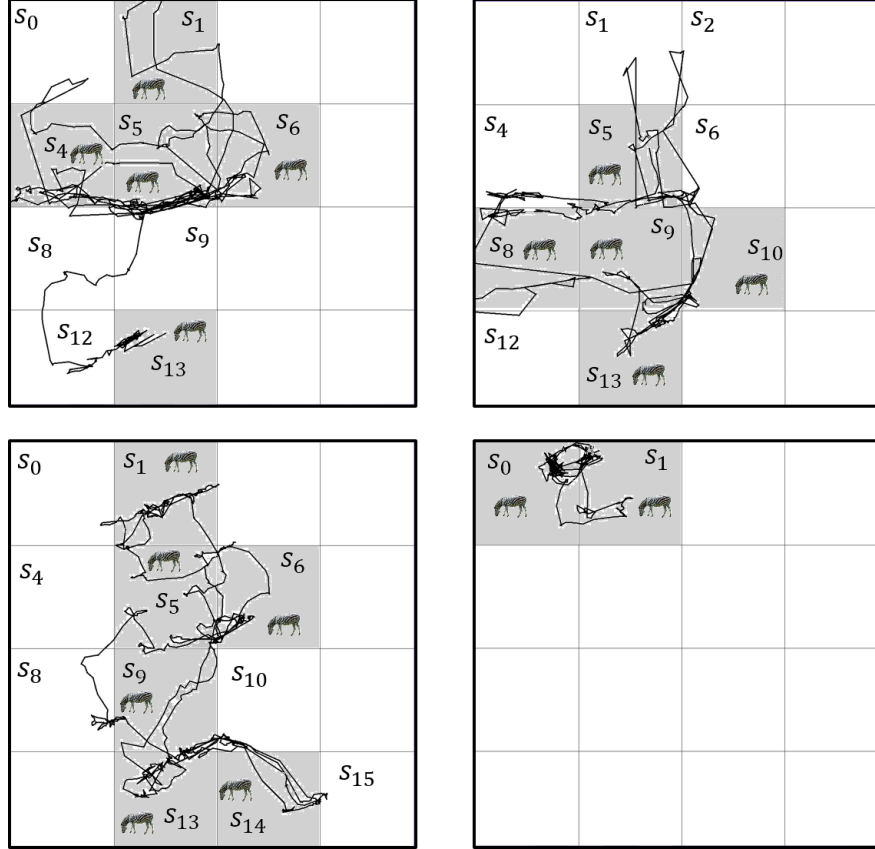 s₀ s₁
s₄ s₅ s₆
s₈ s₉
s₁₂ s₁₃
s₁ s₂
s₄ s₅ s₆
s₈ s₉ s₁₀
s₁₂ s₁₃
s₀ s₁
s₄ s₅ s₆
s₈ s₉ s₁₀
s₁₃ s₁₄ s₁₅
s₀ s₁